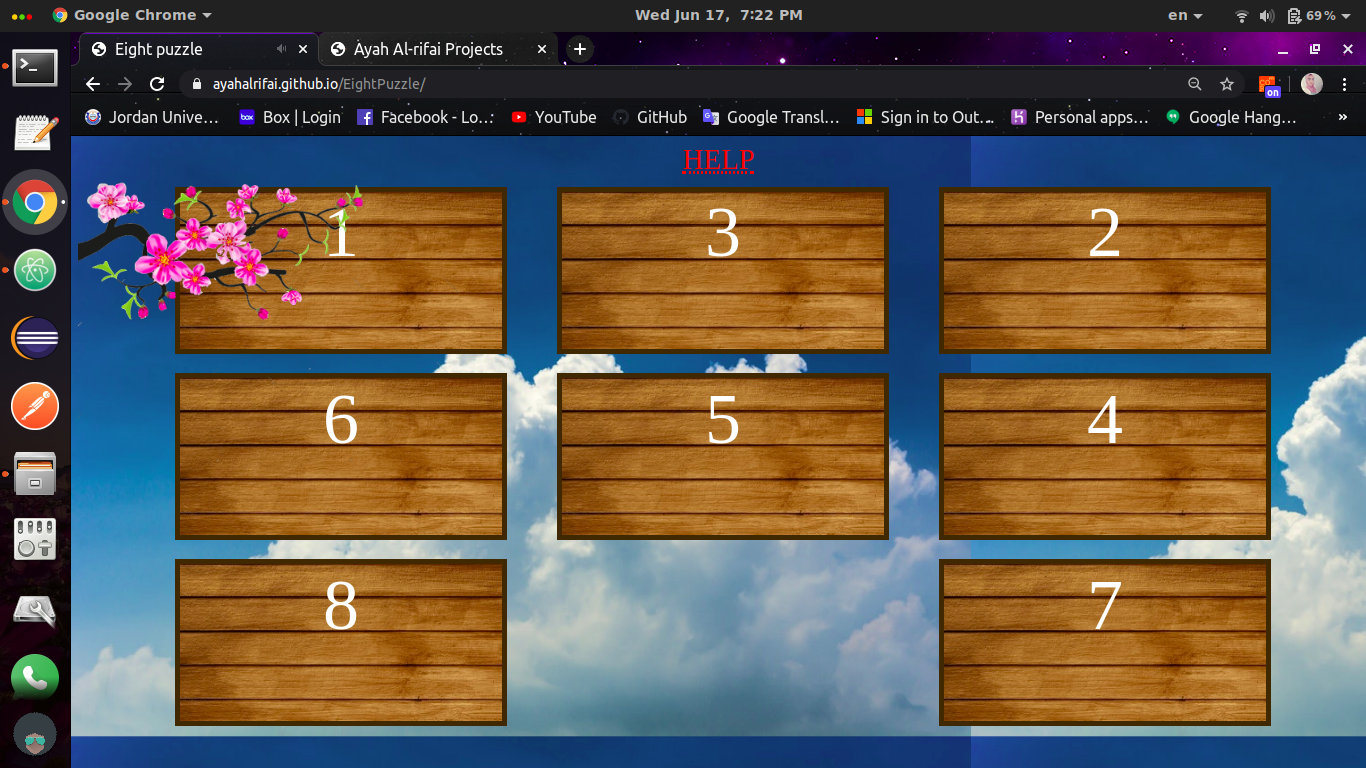 Google Chrome Wed Jun 17, 7:22 PM en 69%
Eight puzzle Ayah Al-rifai Projects
ayahalrifai.github.io/EightPuzzle/
on
Jordan Unive... box Box | Login Facebook - Lo... YouTube GitHub Google Transl... Sign in to Out... Personal apps... Google Hang... »
HELP
1 3 2
6 5 4
8 7